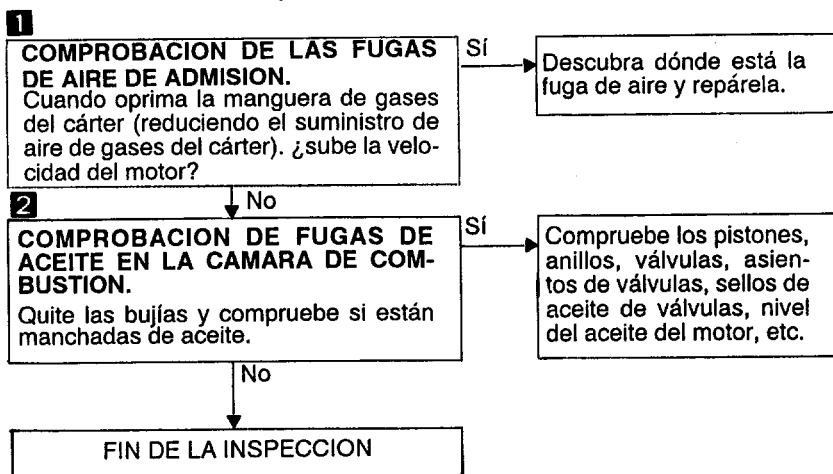 1
COMPROBACION DE LAS FUGAS
DE AIRE DE ADMISION.
Cuando oprima la manguera de gases
del cárter (reduciendo el suministro de
aire de gases del cárter). ¿sube la velo-
cidad del motor?
Sí
Descubra dónde está la
fuga de aire y repárela.
No
2
COMPROBACION DE FUGAS DE
ACEITE EN LA CAMARA DE COM-
BUSTION.
Quite las bujías y compruebe si están
manchadas de aceite.
Sí
Compruebe los pistones,
anillos, válvulas, asien-
tos de válvulas, sellos de
aceite de válvulas, nivel
del aceite del motor, etc.
No
FIN DE LA INSPECCION